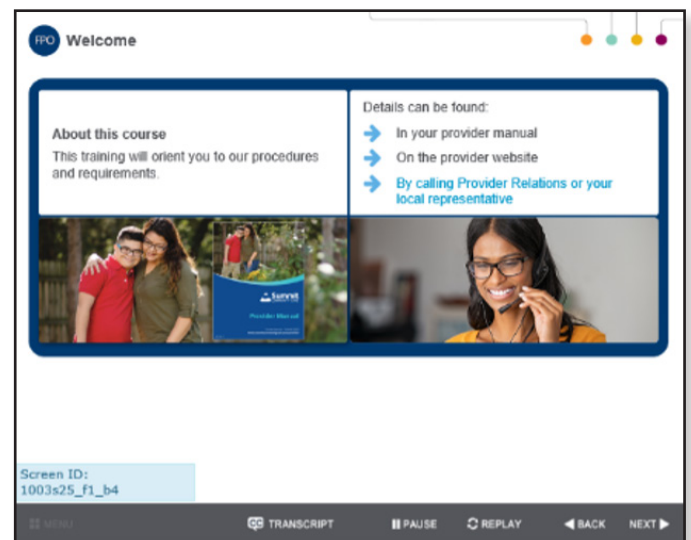 FPO Welcome
About this course
This training will orient you to our procedures
and requirements.
Details can be found:
In your provider manual
On the provider website
By calling Provider Relations or your
local representative
Summit
Provider Manual
Screen ID:
1003s25_f1_b4
MENU
CC TRANSCRIPT
PAUSE
REPLAY
BACK
NEXT